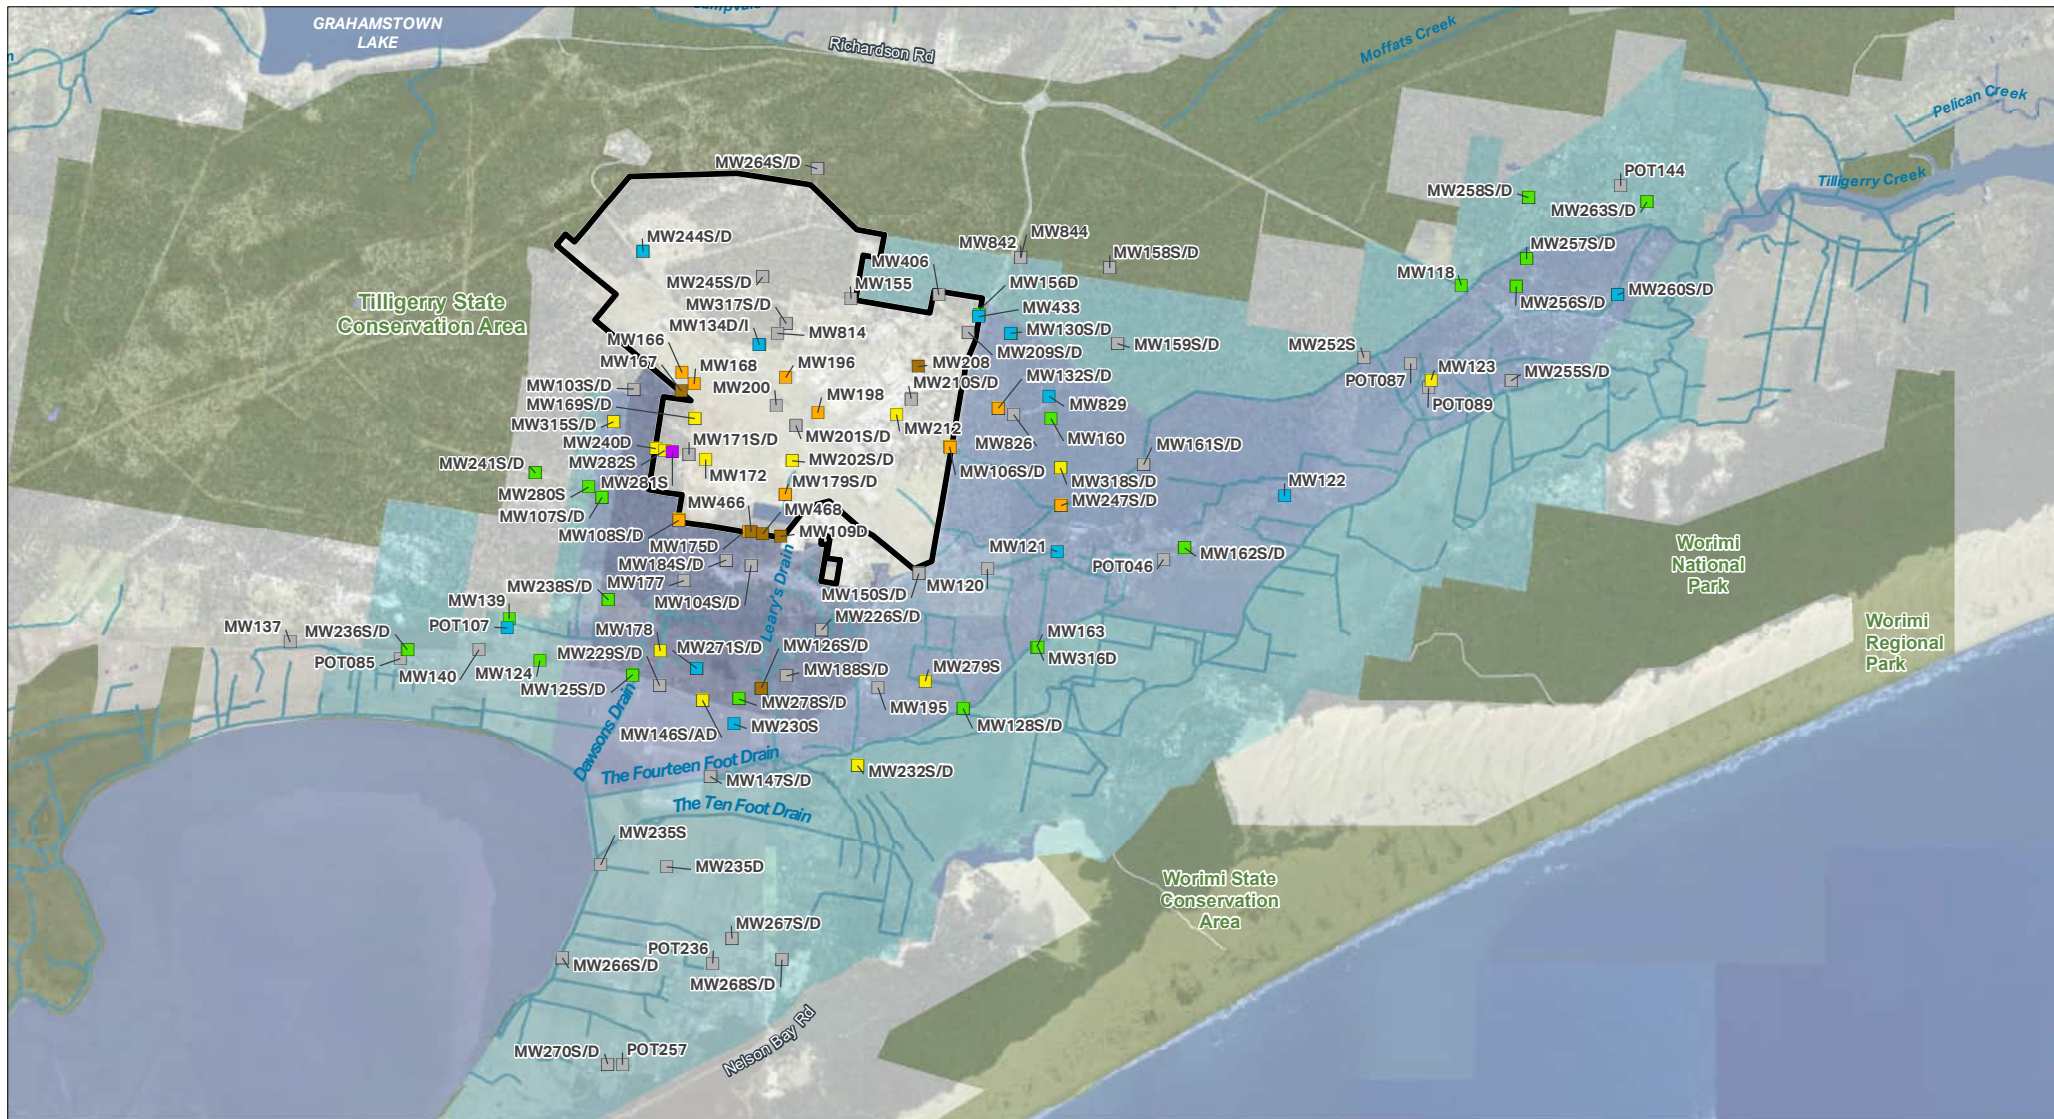 GRAHAMSTOWN
LAKE
Richardson Rd
Moffats Creek
Pelican Creek
Tilligerry Creek
MW264S/D
POT144
MW258S/D
MW263S/D
MW244S/D
MW842
MW844
MW158S/D
MW257S/D
MW406
MW118
MW245S/D
MW155
MW156D
MW256S/D
MW260S/D
Tilligerry State
Conservation Area
MW317S/D
MW433
MW134D/I
MW814
MW130S/D
MW166
MW209S/D
MW159S/D
MW252S
MW167
MW168
MW196
MW208
MW132S/D
POT087
MW123
MW255S/D
MW103S/D
MW200
MW198
MW210S/D
MW829
POT089
MW169S/D
MW315S/D
MW201S/D
MW212
MW826
MW160
MW240D
MW171S/D
MW161S/D
MW282S
MW241S/D
MW172
MW202S/D
MW106S/D
MW281S
MW179S/D
MW318S/D
MW122
MW280S
MW466
MW468
MW247S/D
MW107S/D
MW108S/D
MW109D
MW175D
MW121
MW162S/D
MW184S/D
POT046
Worimi
National
Park
MW238S/D
MW177
MW120
MW104S/D
MW150S/D
Leary's Drain
MW139
POT107
MW226S/D
MW137
MW236S/D
MW178
MW163
Worimi
Regional
Park
MW271S/D
MW126S/D
MW229S/D
MW316D
POT085
MW140
MW124
MW188S/D
MW279S
MW125S/D
MW278S/D
MW195
MW128S/D
Dawsons Drain
MW146S/AD
MW230S
The Fourteen Foot Drain
MW147S/D
MW232S/D
The Ten Foot Drain
MW235S
MW235D
Worimi State
Conservation
Area
MW267S/D
POT236
MW266S/D
MW268S/D
Nelson Bay Rd
MW270S/D
POT257